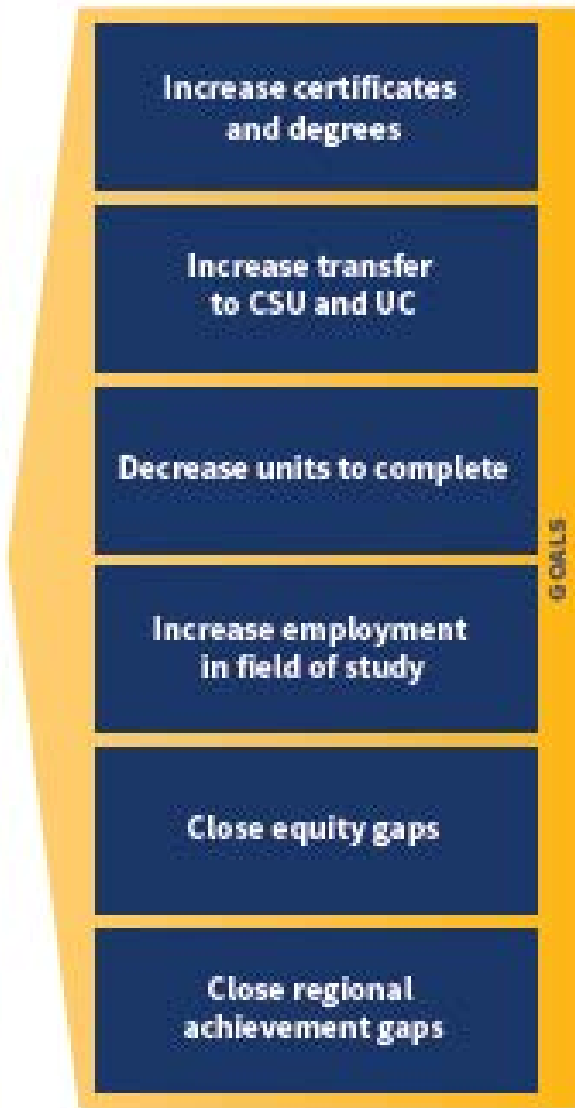 Increase certificates
and degrees
Increase transfer
to CSU and UC
Decrease units to complete
Increase employment
in field of study
Close equity gaps
Close regional
achievement gaps
GOALS